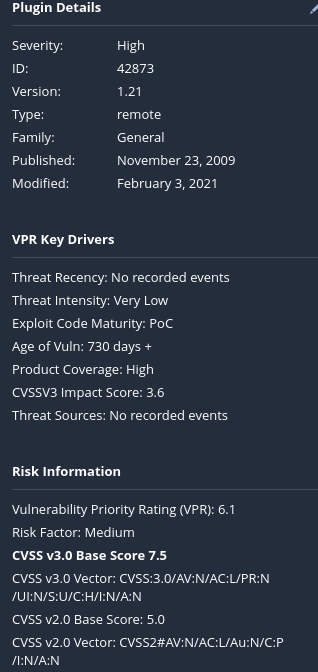 Plugin Details
Severity: High
ID: 42873
Version: 1.21
Type: remote
Family: General
Published: November 23, 2009
Modified: February 3, 2021
VPR Key Drivers
Threat Recency: No recorded events
Threat Intensity: Very Low
Exploit Code Maturity: PoC
Age of Vuln: 730 days +
Product Coverage: High
CVSSV3 Impact Score: 3.6
Threat Sources: No recorded events
Risk Information
Vulnerability Priority Rating (VPR): 6.1
Risk Factor: Medium
CVSS v3.0 Base Score 7.5
CVSS v3.0 Vector: CVSS:3.0/AV:N/AC:L/PR:N
/UI:N/S:U/C:H/I:N/A:N
CVSS v2.0 Base Score: 5.0
CVSS v2.0 Vector: CVSS2#AV:N/AC:L/Au:N/C:P
/I:N/A:N